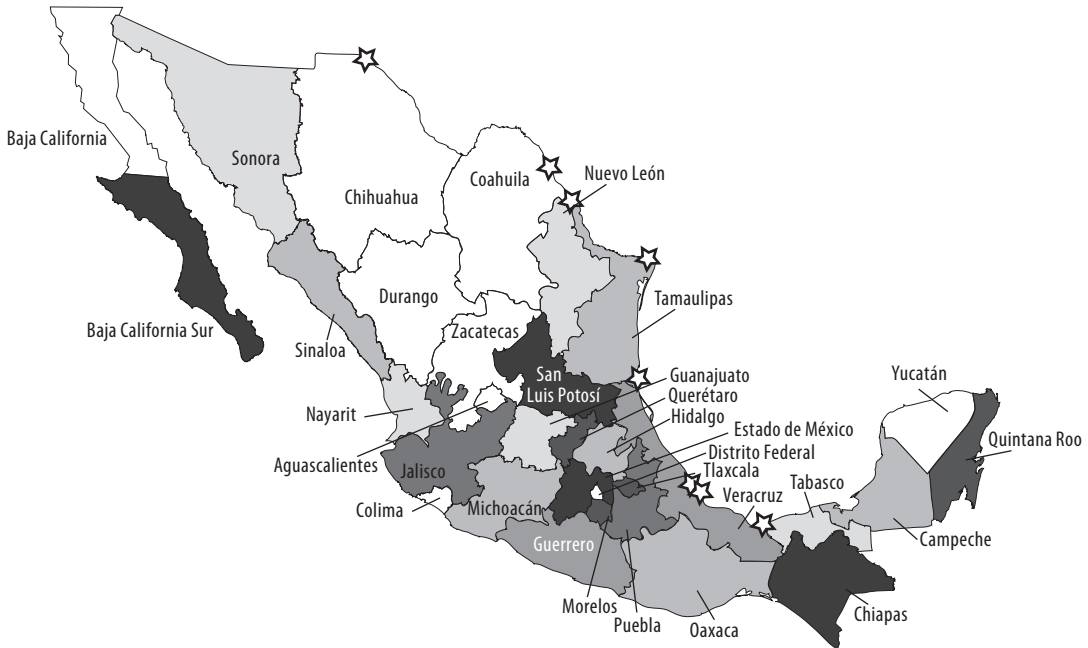 Baja California
Sonora
Chihuahua
Coahuila
Nuevo León
Durango
Tamaulipas
Baja California Sur
Zacatecas
Sinaloa
San
Luis Potosí
Guanajuato
Querétaro
Hidalgo
Yucatán
Nayarit
Estado de México
Distrito Federal
Tlaxcala
Quintana Roo
Aguascalientes
Jalisco
Veracruz
Tabasco
Colima
Michoacán
Campeche
Guerrero
Morelos
Puebla
Oaxaca
Chiapas